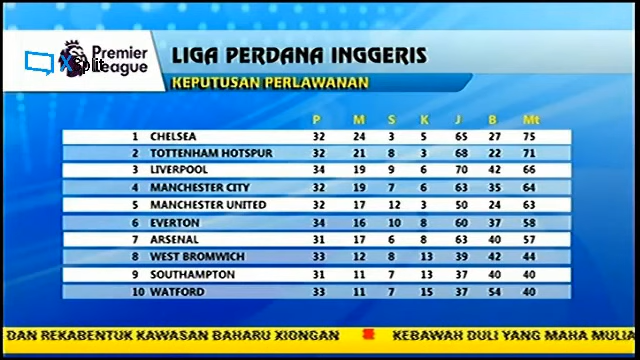 Premier League
XSplit
LIGA PERDANA INGGERIS
KEPUTUSAN PERLAWANAN
P M S K J B Mt
1 CHELSEA 32 24 3 5 65 27 75
2 TOTTENHAM HOTSPUR 32 21 8 3 68 22 71
3 LIVERPOOL 34 19 9 6 70 42 66
4 MANCHESTER CITY 32 19 7 6 63 35 64
5 MANCHESTER UNITED 32 17 12 3 50 24 63
6 EVERTON 34 16 10 8 60 37 58
7 ARSENAL 31 17 6 8 63 40 57
8 WEST BROMWICH 33 12 8 13 39 42 44
9 SOUTHAMPTON 31 11 7 13 37 40 40
10 WATFORD 33 11 7 15 37 54 40
DAN REKABENTUK KAWASAN BAHARU XIONGAN KEBAWAH DULI YANG MAHA MULIA